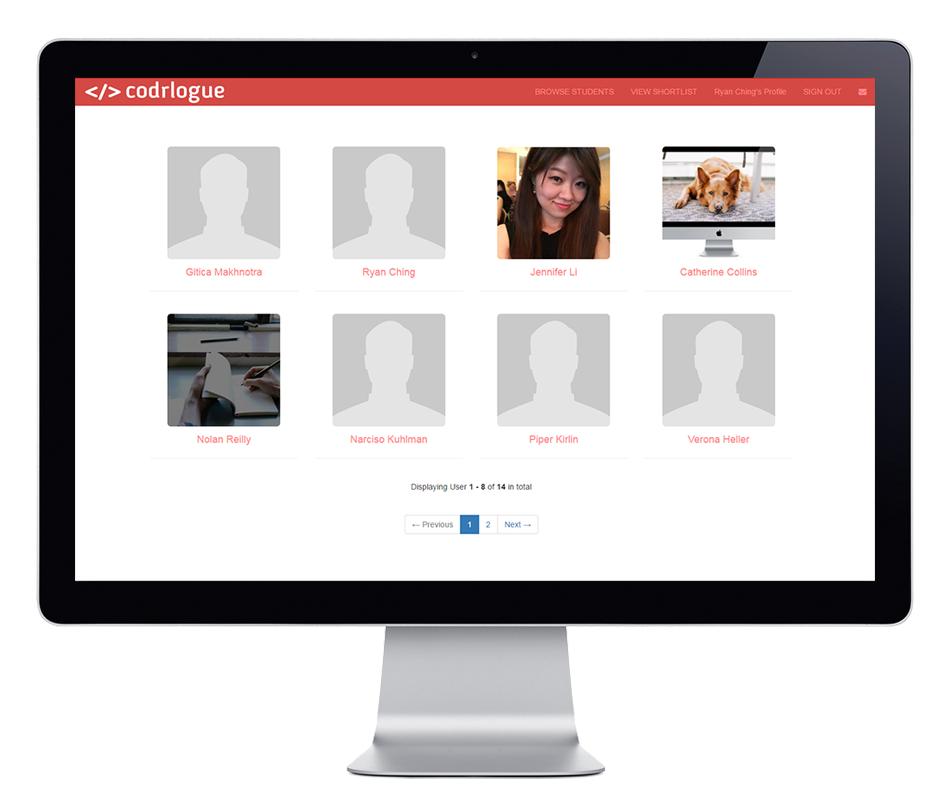 </> codrlogue
BROWSE STUDENTS VIEW SHORTLIST Ryan Ching's Profile SIGN OUT
Gitica Makhnotra Ryan Ching Jennifer Li Catherine Collins
Nolan Reilly Narciso Kuhlman Piper Kirlin Verona Heller
Displaying User 1 - 8 of 14 in total
← Previous 1 2 Next →